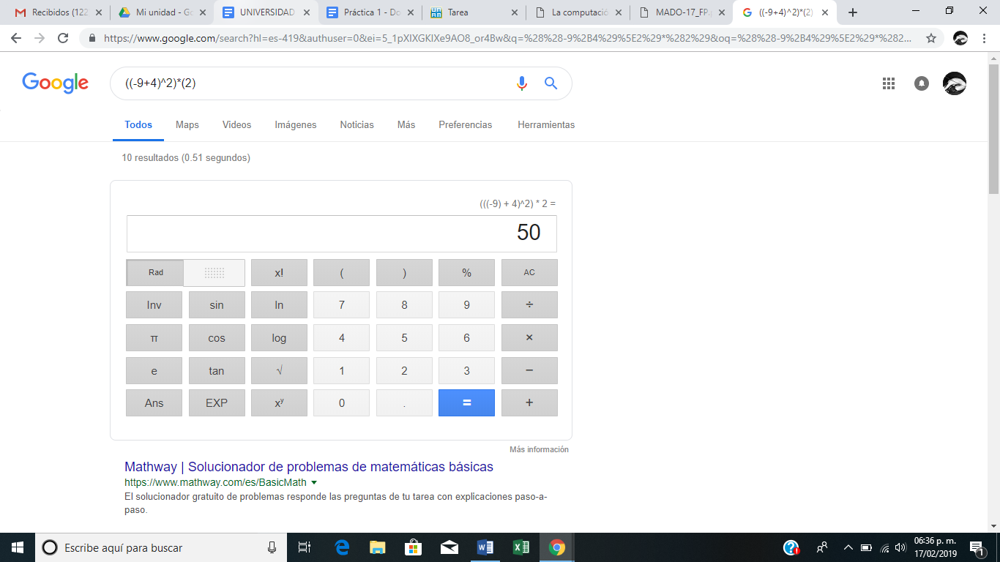 Recibidos (122
Mi unidad - Go
UNIVERSIDAD
Práctica 1 - Do
Tarea
La computació
MADO-17_FP.p
((-9+4)^2)*(2)
https://www.google.com/search?hl=es-419&authuser=0&ei=5_1pXIXGKIXe9AO8_or4Bw&q=%28%28-9%2B4%29%5E2%29*%282%29&oq=%28%28-9%2B4%29%5E2%29*%282...
Google
((-9+4)^2)*(2)
Todos Maps Videos Imágenes Noticias Más Preferencias Herramientas
10 resultados (0.51 segundos)
(((-9) + 4)^2) * 2 =
50
Rad x! ( ) % AC
Inv sin ln 7 8 9 ÷
π cos log 4 5 6 ×
e tan √ 1 2 3 −
Ans EXP xʸ 0 . = +
Más información
Mathway | Solucionador de problemas de matemáticas básicas
https://www.mathway.com/es/BasicMath
El solucionador gratuito de problemas responde las preguntas de tu tarea con explicaciones paso-a-
paso.
Escribe aquí para buscar
06:36 p. m.
17/02/2019
1